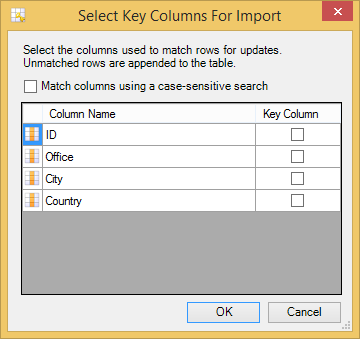 Select Key Columns For Import
Select the columns used to match rows for updates.
Unmatched rows are appended to the table.
Match columns using a case-sensitive search
Column Name Key Column
ID
Office
City
Country
OK Cancel